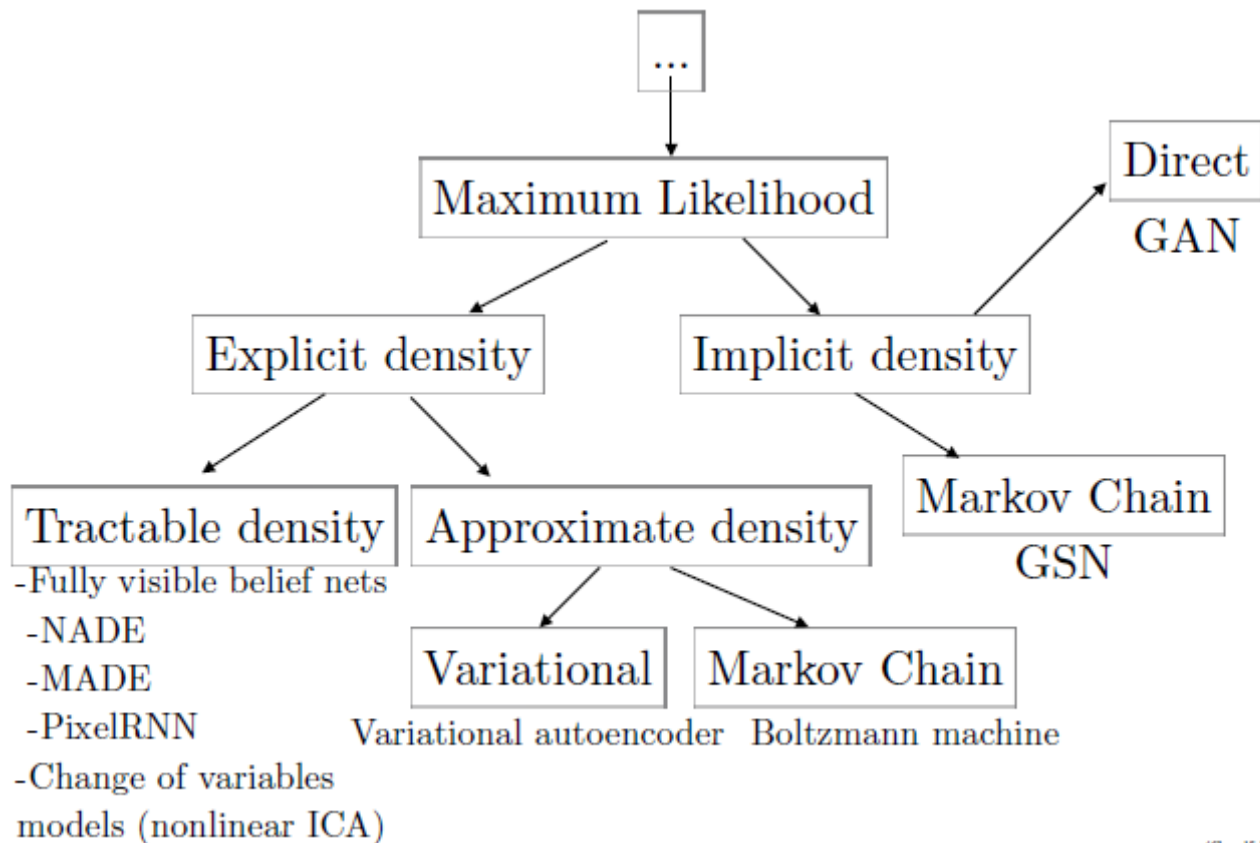 ...
Maximum Likelihood
Direct
GAN
Explicit density
Implicit density
Tractable density
-Fully visible belief nets
-NADE
-MADE
-PixelRNN
-Change of variables
models (nonlinear ICA)
Approximate density
Variational
Variational autoencoder
Markov Chain
Boltzmann machine
Markov Chain
GSN